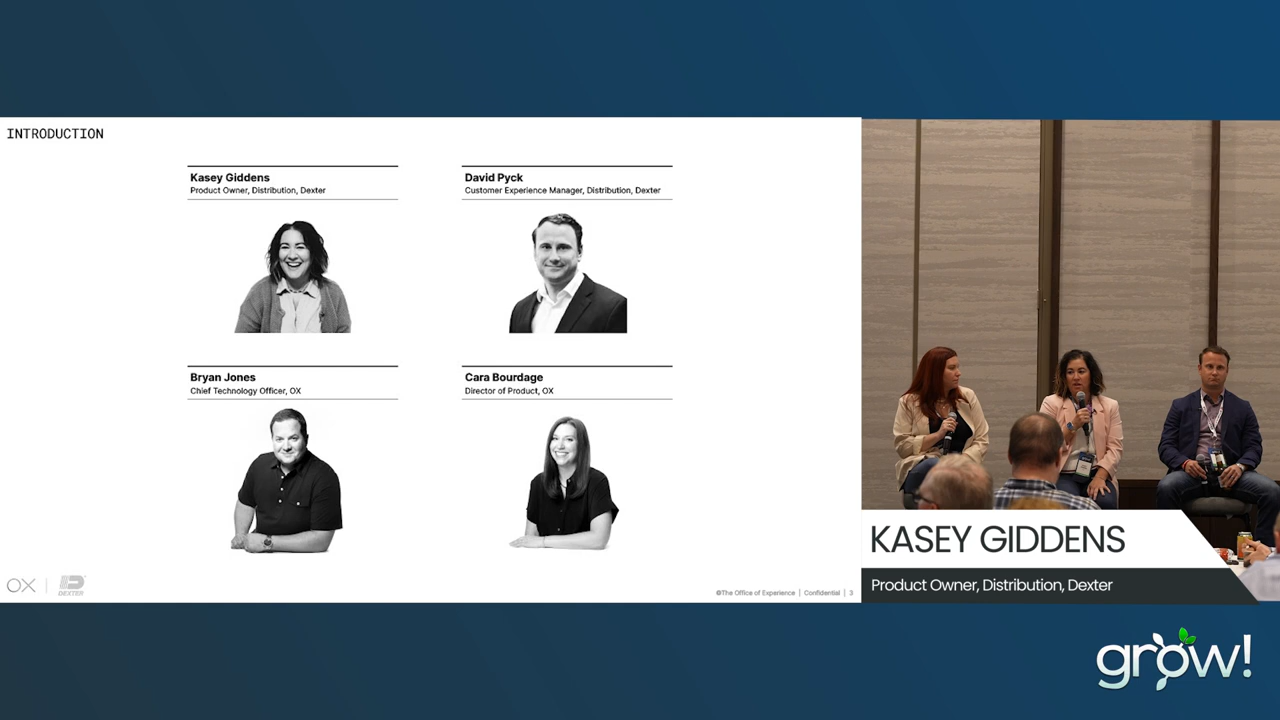 INTRODUCTION
Kasey Giddens
Product Owner, Distribution, Dexter
David Pyck
Customer Experience Manager, Distribution, Dexter
Bryan Jones
Chief Technology Officer, OX
Cara Bourdage
Director of Product, OX
OX
DEXTER
©The Office of Experience | Confidential | 3
KASEY GIDDENS
Product Owner, Distribution, Dexter
grow!